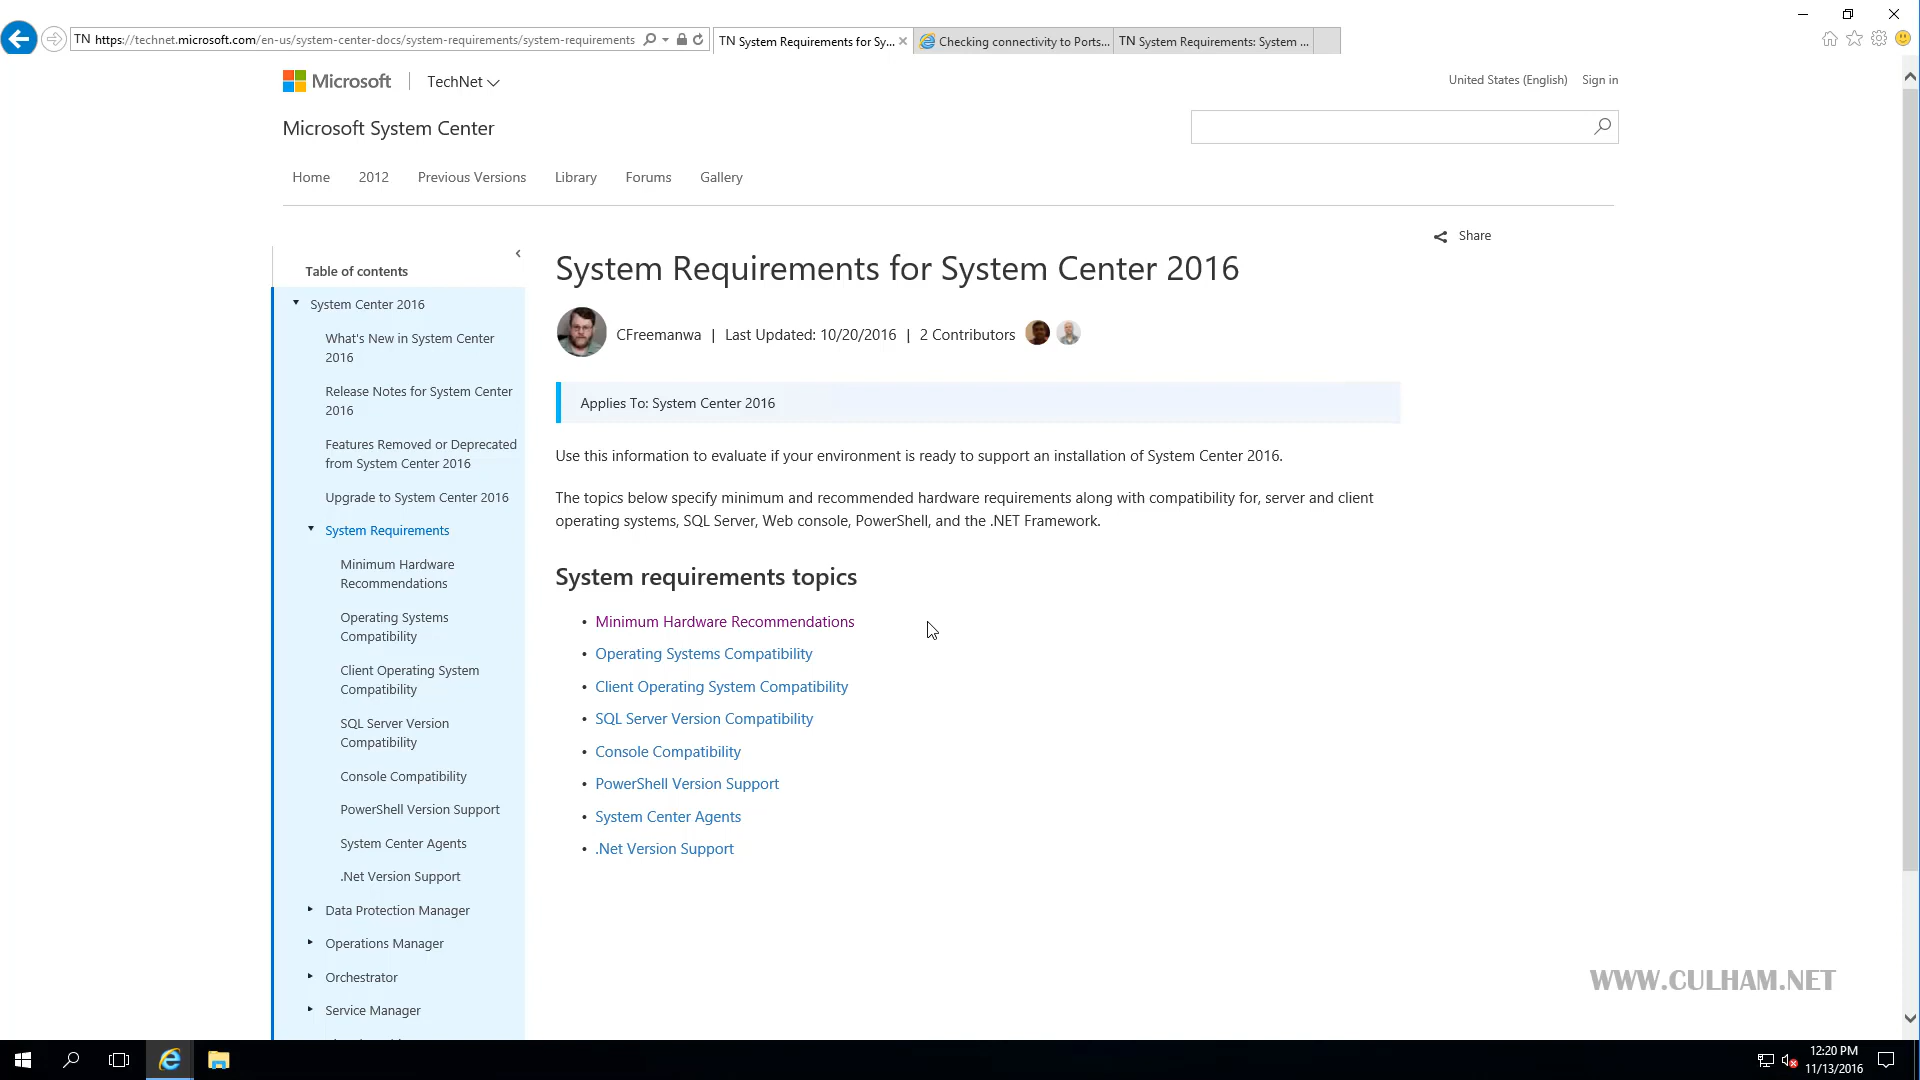 TN https://technet.microsoft.com/en-us/system-center-docs/system-requirements/system-requirements
TN System Requirements for Sy...
Checking connectivity to Ports...
TN System Requirements: System ...
Microsoft
TechNet
United States (English)
Sign in
Microsoft System Center
Home
2012
Previous Versions
Library
Forums
Gallery
Share
Table of contents
System Center 2016
What's New in System Center
2016
Release Notes for System Center
2016
Features Removed or Deprecated
from System Center 2016
Upgrade to System Center 2016
System Requirements
Minimum Hardware
Recommendations
Operating Systems
Compatibility
Client Operating System
Compatibility
SQL Server Version
Compatibility
Console Compatibility
PowerShell Version Support
System Center Agents
.Net Version Support
Data Protection Manager
Operations Manager
Orchestrator
Service Manager
System Requirements for System Center 2016
CFreemanwa | Last Updated: 10/20/2016 | 2 Contributors
Applies To: System Center 2016
Use this information to evaluate if your environment is ready to support an installation of System Center 2016.
The topics below specify minimum and recommended hardware requirements along with compatibility for, server and client
operating systems, SQL Server, Web console, PowerShell, and the .NET Framework.
System requirements topics
• Minimum Hardware Recommendations
• Operating Systems Compatibility
• Client Operating System Compatibility
• SQL Server Version Compatibility
• Console Compatibility
• PowerShell Version Support
• System Center Agents
• .Net Version Support
WWW.CULHAM.NET
12:20 PM
11/13/2016